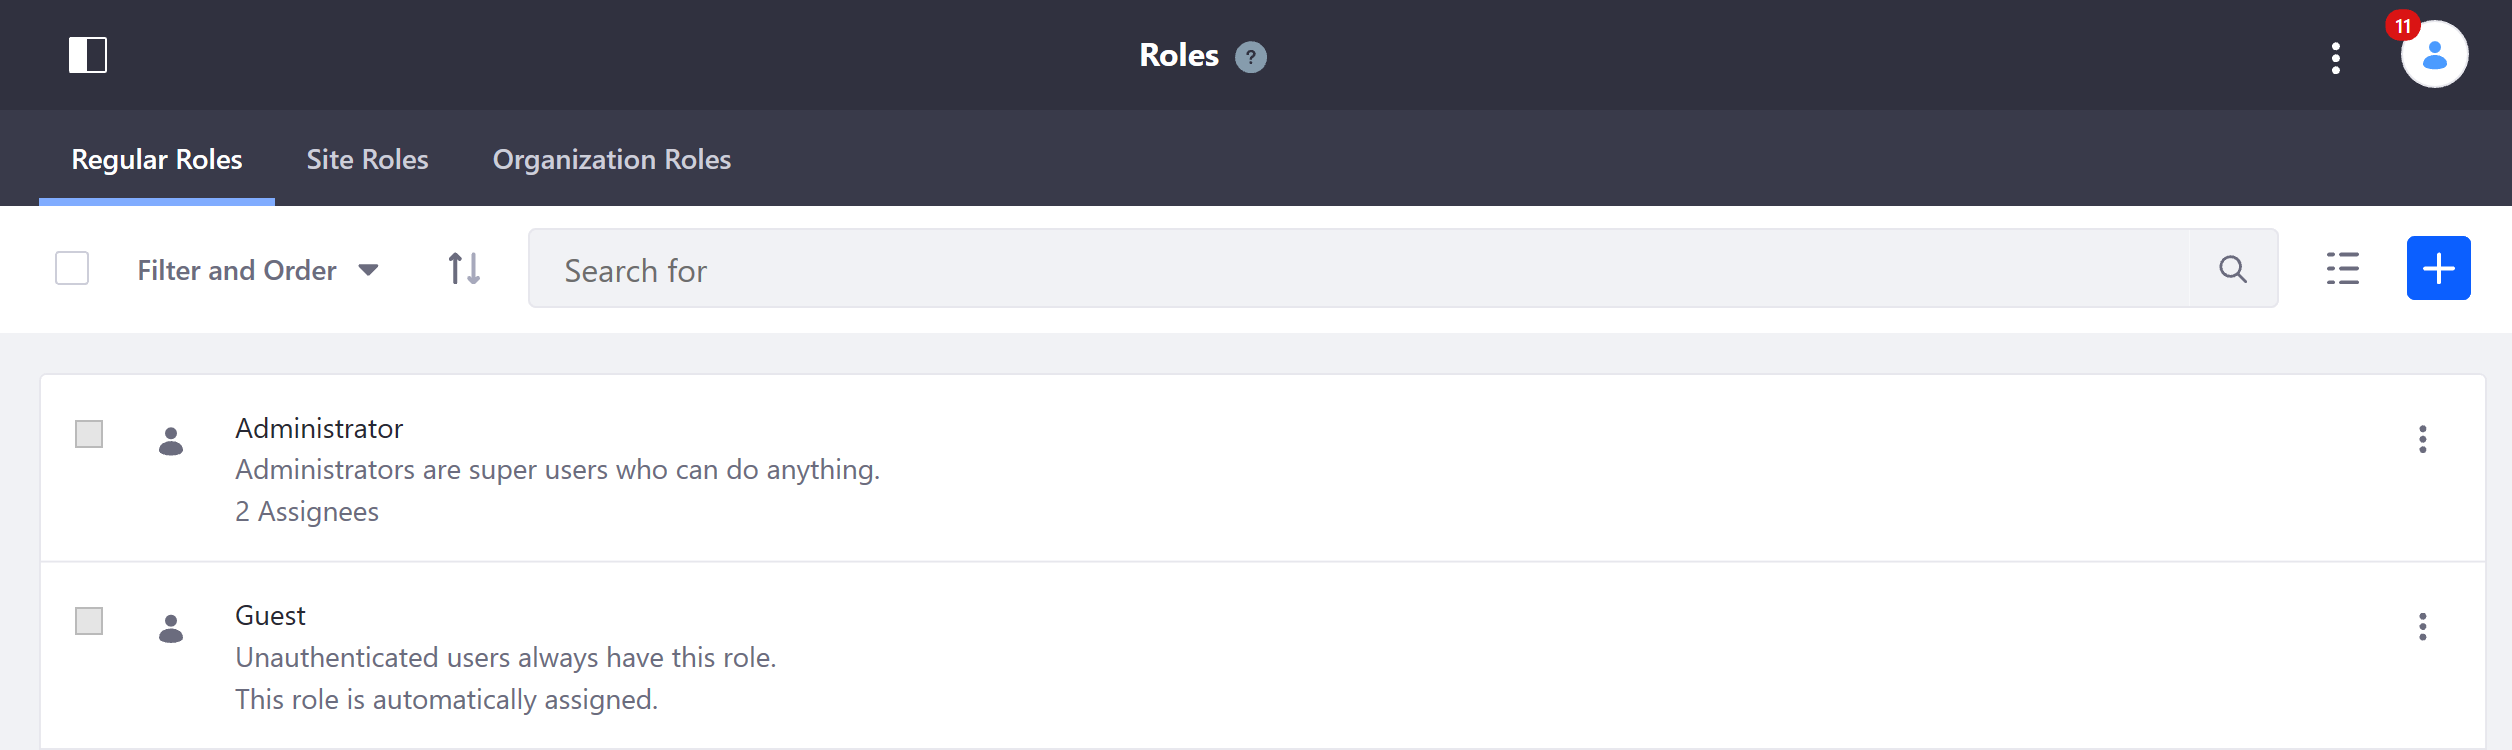 Roles ?
11
Regular Roles Site Roles Organization Roles
Filter and Order Search for
Administrator
Administrators are super users who can do anything.
2 Assignees
Guest
Unauthenticated users always have this role.
This role is automatically assigned.